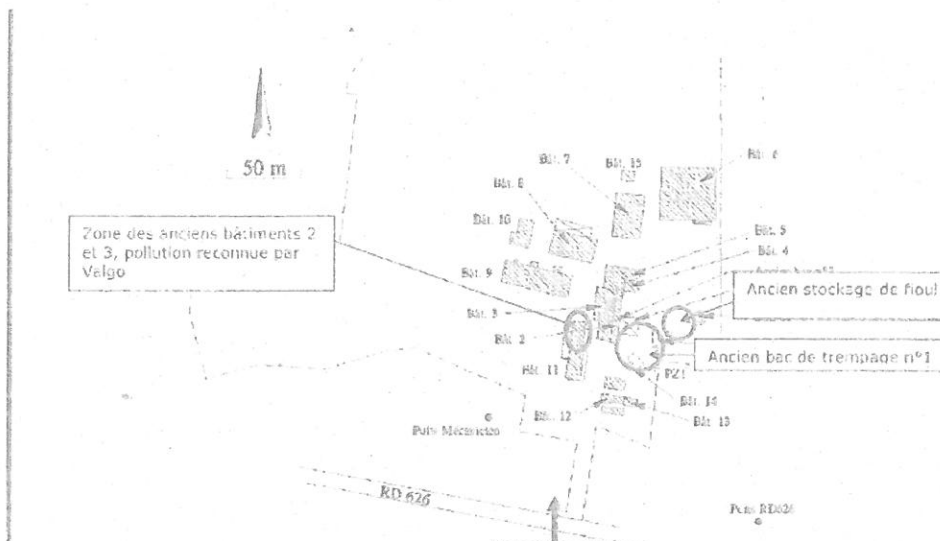 50 m
Bât. 7
Bât. 15
Bât. 6
Bât. 8
Bât. 10
Zone des anciens bâtiments 2
et 3, pollution reconnue par
Valgo
Bât. 5
Bât. 4
Bât. 9
Ancien stockage de fioul
Bât. 3
Bât. 2
Ancien bac de trempage n°1
Bât. 11
PZ1
Bât. 14
Bât. 12
Bât. 13
Puits Mécanicien
RD 626
Puits RD626